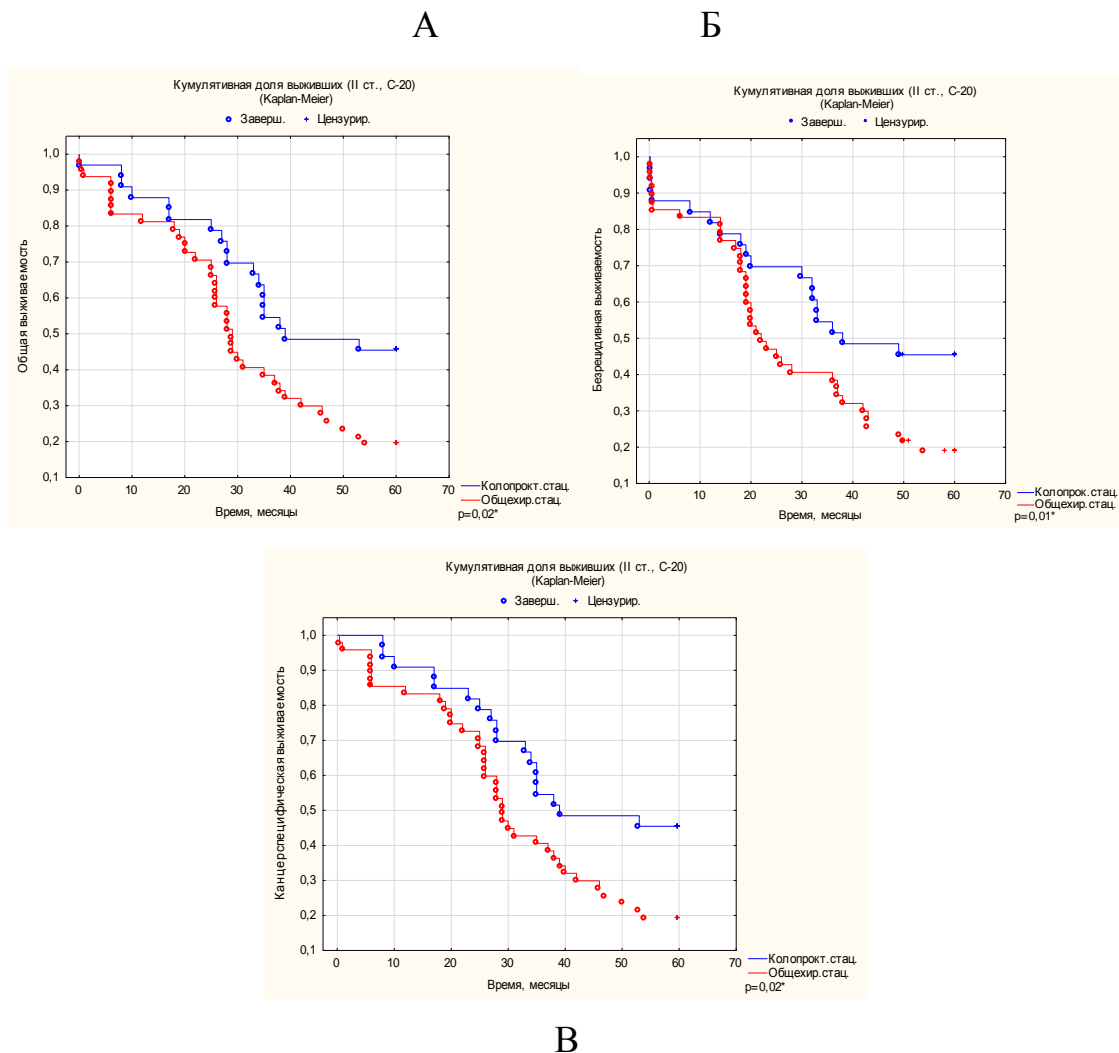 А
Б
Кумулятивная доля выживших (II ст., С-20)
(Kaplan-Meier)
Заверш. Цензурир.
Общая выживаемость
1,0
0,9
0,8
0,7
0,6
0,5
0,4
0,3
0,2
0,1
0 10 20 30 40 50 60 70
Время, месяцы
Колопрокт.стац.
Общехир.стац.
p=0,02*
Кумулятивная доля выживших (II ст., С-20)
(Kaplan-Meier)
Заверш. Цензурир.
Безрецидивная выживаемость
1,0
0,9
0,8
0,7
0,6
0,5
0,4
0,3
0,2
0,1
0 10 20 30 40 50 60 70
Время, месяцы
Колопрок.стац.
Общехир.стац.
p=0,01*
Кумулятивная доля выживших (II ст., С-20)
(Kaplan-Meier)
Заверш. Цензурир.
Канцерспецифическая выживаемость
1,0
0,9
0,8
0,7
0,6
0,5
0,4
0,3
0,2
0,1
0 10 20 30 40 50 60 70
Время, месяцы
Колопрокт.стац.
Общехир.стац.
p=0,02*
В